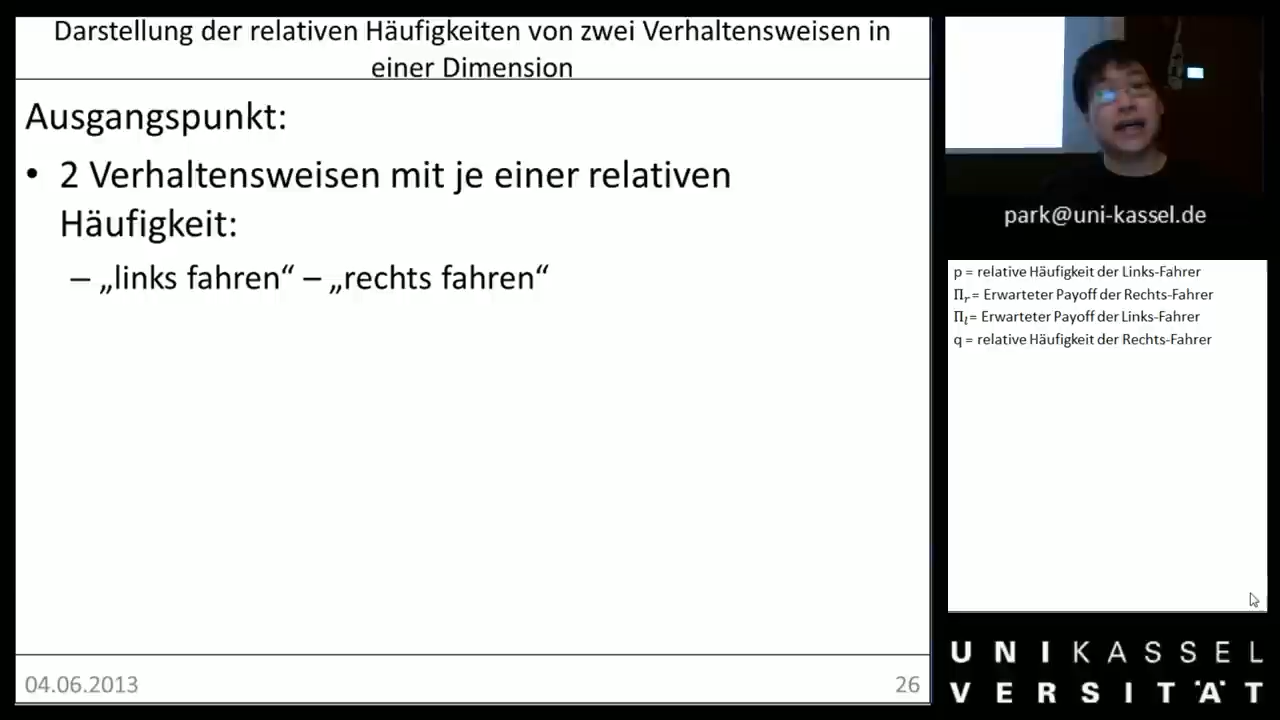 Darstellung der relativen Häufigkeiten von zwei Verhaltensweisen in
einer Dimension
Ausgangspunkt:
• 2 Verhaltensweisen mit je einer relativen
Häufigkeit:
– „links fahren“ – „rechts fahren“
04.06.2013
26
park@uni-kassel.de
p = relative Häufigkeit der Links-Fahrer
Πr = Erwarteter Payoff der Rechts-Fahrer
Πl = Erwarteter Payoff der Links-Fahrer
q = relative Häufigkeit der Rechts-Fahrer
UNIKASSEL
VERSITÄT